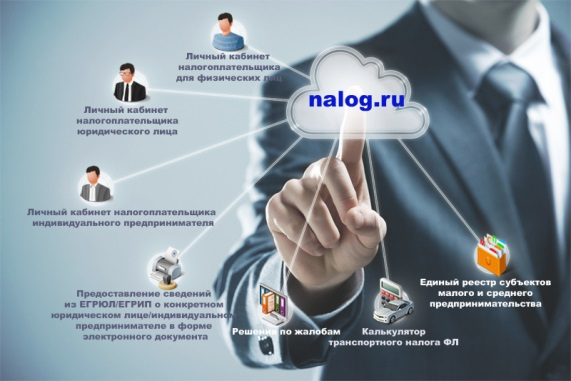 Личный кабинет
налогоплательщика
для физических лиц
nalog.ru
Личный кабинет
налогоплательщика
юридического лица
Личный кабинет налогоплательщика
индивидуального предпринимателя
Предоставление сведений
из ЕГРЮЛ/ЕГРИП о конкретном
юридическом лице/индивидуальном
предпринимателе в форме
электронного документа
Решения по жалобам
Калькулятор
транспортного налога ФЛ
Единый реестр субъектов
малого и среднего
предпринимательства